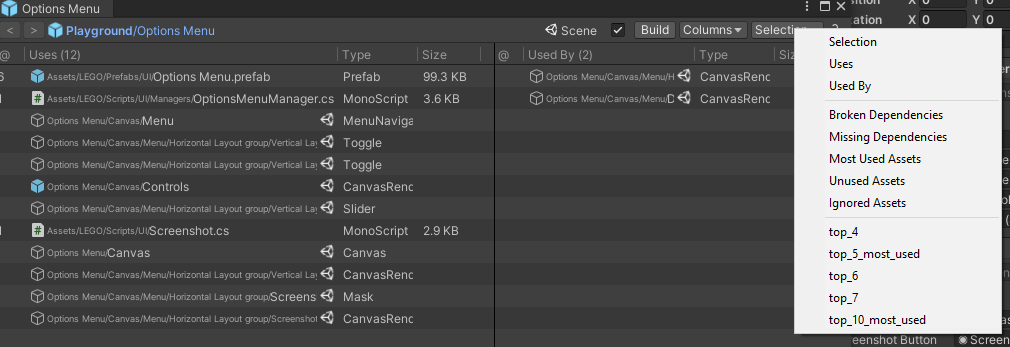 Options Menu
osition X 0 Y 0
< > Playground/Options Menu Scene Build Columns Selection
tation X 0 Y 0
@ Uses (12) Type Size @ Used By (2) Type Size
6 Assets/LEGO/Prefabs/UI/Options Menu.prefab Prefab 99.3 KB Options Menu/Canvas/Menu/H CanvasRenc
Assets/LEGO/Scripts/UI/Managers/OptionsMenuManager.cs MonoScript 3.6 KB Options Menu/Canvas/Menu/D CanvasRenc
Options Menu/Canvas/Menu MenuNaviga
Options Menu/Canvas/Menu/Horizontal Layout group/Vertical Lay Toggle
Options Menu/Canvas/Menu/Horizontal Layout group/Vertical Lay Toggle
Options Menu/Canvas/Controls CanvasRenc
Options Menu/Canvas/Menu/Horizontal Layout group/Vertical Lay Slider
Assets/LEGO/Scripts/UI/Screenshot.cs MonoScript 2.9 KB
Options Menu/Canvas Canvas
Options Menu/Canvas/Menu/Horizontal Layout group/Vertical Lay CanvasRenc
Options Menu/Canvas/Menu/Horizontal Layout group/Screens Mask
Options Menu/Canvas/Menu/Horizontal Layout group/Screenshot CanvasRenc
Selection
Uses
Used By
Broken Dependencies
Missing Dependencies
Most Used Assets
Unused Assets
Ignored Assets
top_4
top_5_most_used
top_6
top_7
top_10_most_used
eenshot Button Screen